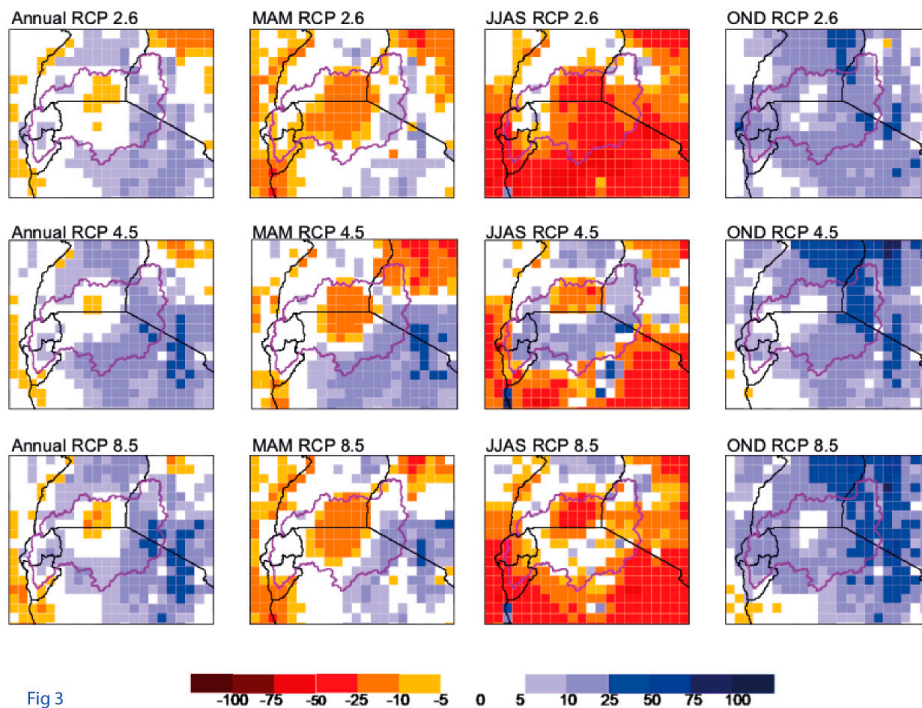 Annual RCP 2.6 MAM RCP 2.6 JJAS RCP 2.6 OND RCP 2.6
Annual RCP 4.5 MAM RCP 4.5 JJAS RCP 4.5 OND RCP 4.5
Annual RCP 8.5 MAM RCP 8.5 JJAS RCP 8.5 OND RCP 8.5
Fig 3 -100 -75 -50 -25 -10 -5 0 5 10 25 50 75 100